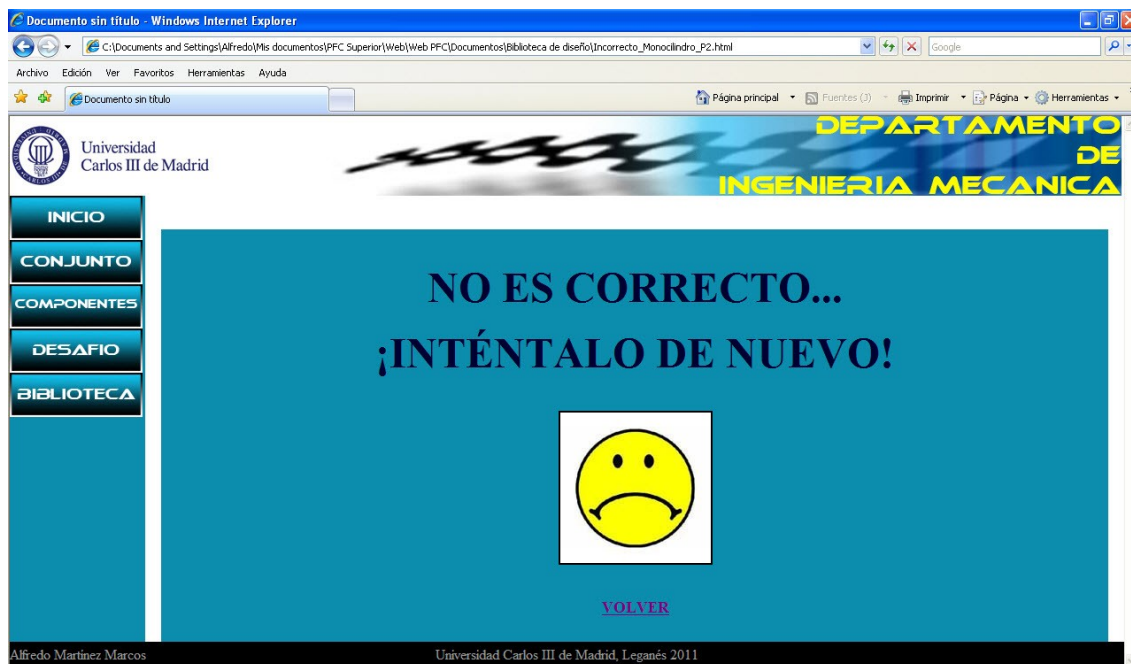 Documento sin título - Windows Internet Explorer
C:\Documents and Settings\Alfredo\Mis documentos\PFC Superior\Web\Web PFC\Documentos\Biblioteca de diseño\Incorrecto_Monocilindro_P2.html
Google
Archivo Edición Ver Favoritos Herramientas Ayuda
Documento sin título
Página principal Fuentes (3) Imprimir Página Herramientas
Universidad
Carlos III de Madrid
DEPARTAMENTO
DE
INGENIERIA MECANICA
INICIO
CONJUNTO
COMPONENTES
DESAFIO
BIBLIOTECA
NO ES CORRECTO...
¡INTÉNTALO DE NUEVO!
VOLVER
Alfredo Martinez Marcos
Universidad Carlos III de Madrid, Leganés 2011